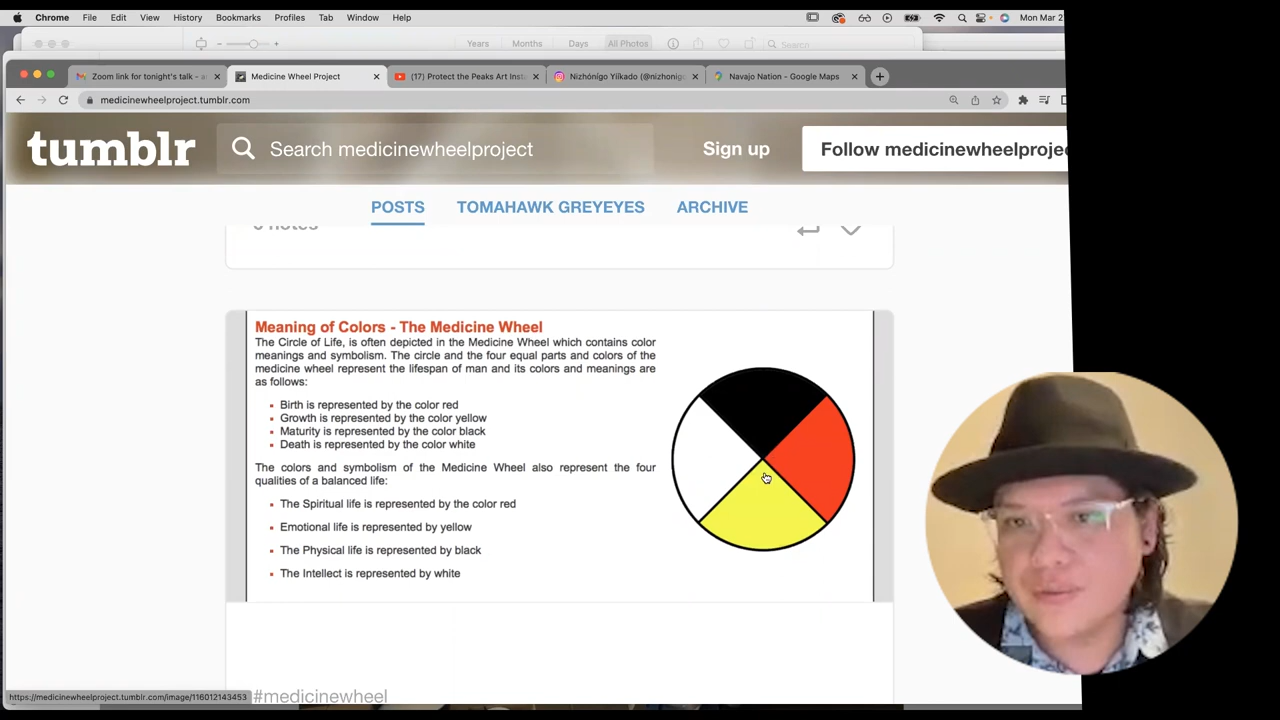 Chrome File Edit View History Bookmarks Profiles Tab Window Help Mon Mar 2
Years Months Days All Photos Search
Zoom link for tonight's talk - Medicine Wheel Project (17) Protect the Peaks Art Inst Nizhónígo Yíikado (@nizhonigo Navajo Nation - Google Maps
medicinewheelproject.tumblr.com
tumblr Search medicinewheelproject Sign up Follow medicinewheelprojec
POSTS TOMAHAWK GREYEYES ARCHIVE
notes
Meaning of Colors - The Medicine Wheel
The Circle of Life, is often depicted in the Medicine Wheel which contains color
meanings and symbolism. The circle and the four equal parts and colors of the
medicine wheel represent the lifespan of man and its colors and meanings are
as follows:
Birth is represented by the color red
Growth is represented by the color yellow
Maturity is represented by the color black
Death is represented by the color white
The colors and symbolism of the Medicine Wheel also represent the four
qualities of a balanced life:
The Spiritual life is represented by the color red
Emotional life is represented by yellow
The Physical life is represented by black
The Intellect is represented by white
https://medicinewheelproject.tumblr.com/image/116012143453 #medicinewheel